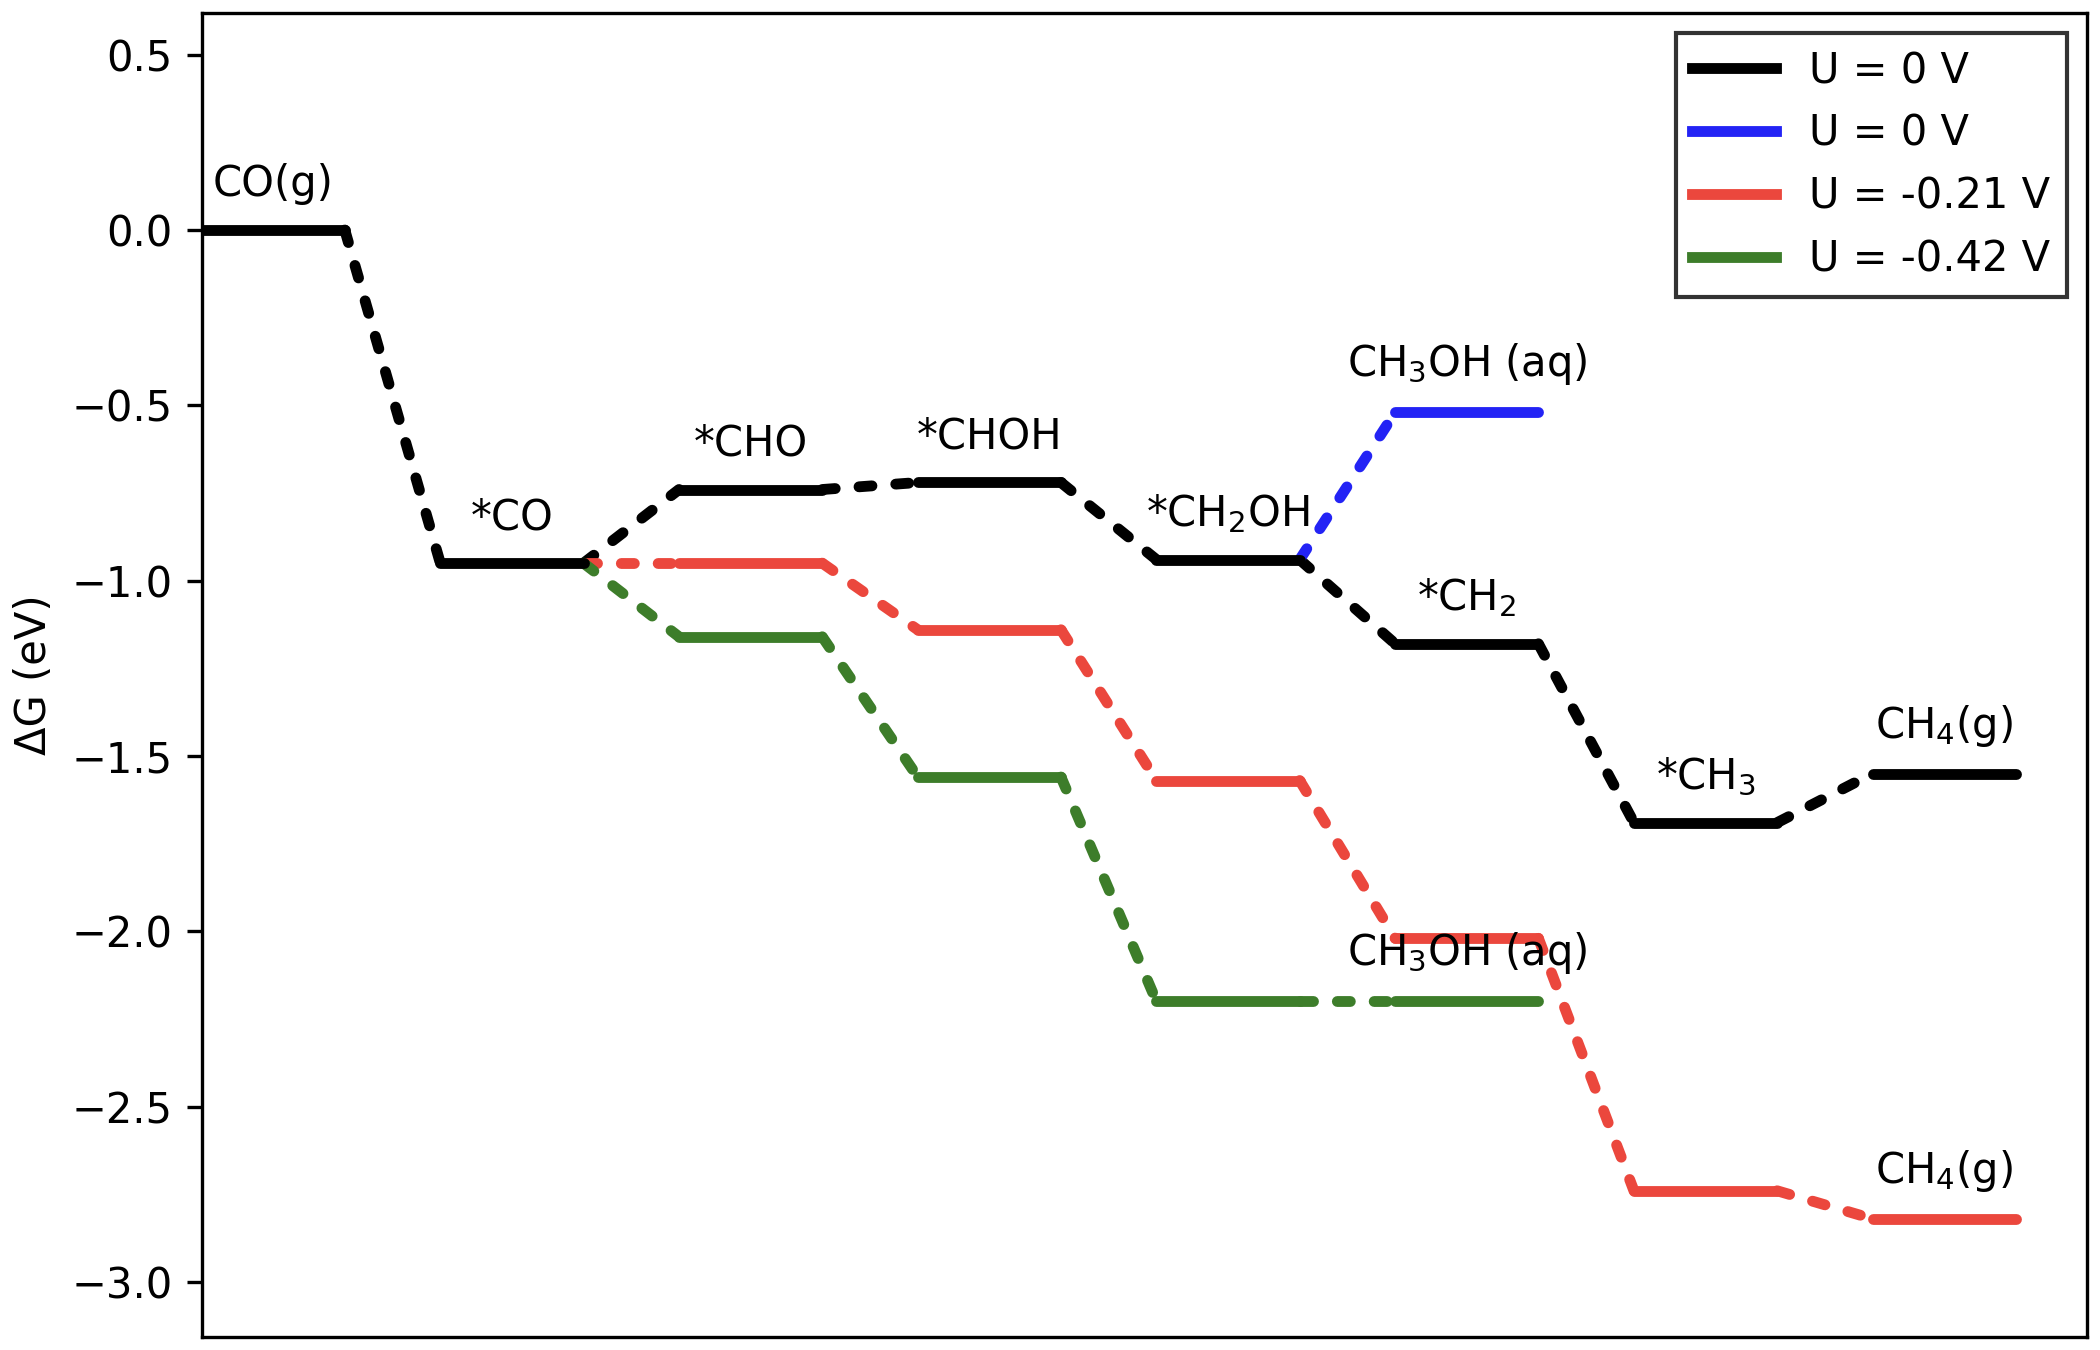 ΔG (eV)
0.5
0.0
−0.5
−1.0
−1.5
−2.0
−2.5
−3.0
CO(g)
*CO
*CHO
*CHOH
*CH₂OH
CH₃OH (aq)
*CH₂
*CH₃
CH₄(g)
CH₃OH (aq)
CH₄(g)
U = 0 V
U = 0 V
U = -0.21 V
U = -0.42 V